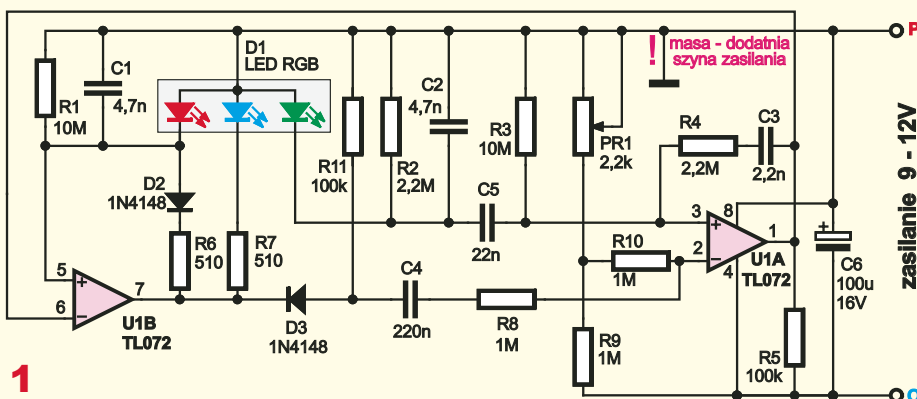 D1
LED RGB
! masa - dodatnia
szyna zasilania
P
R1
10M
C1
4,7n
R11
100k
R2
2,2M
C2
4,7n
R3
10M
PR1
2,2k
R4
2,2M
C3
2,2n
D2
1N4148
R6
510
R7
510
C5
22n
R10
1M
3
+
2
−
8
4
1
U1A
TL072
+
C6
100u
16V
zasilanie 9 - 12V
5
+
6
−
7
U1B
TL072
D3
1N4148
C4
220n
R8
1M
R9
1M
R5
100k
O
1